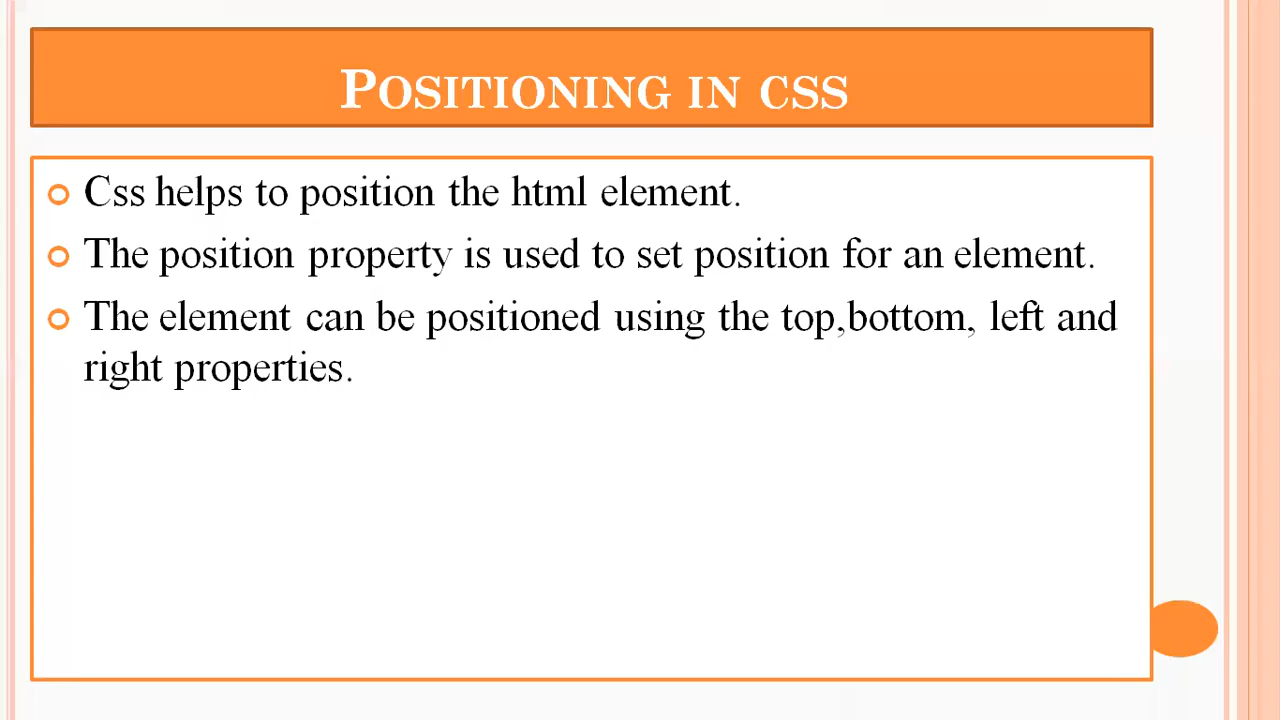 POSITIONING IN CSS
Css helps to position the html element.
The position property is used to set position for an element.
The element can be positioned using the top,bottom, left and
right properties.